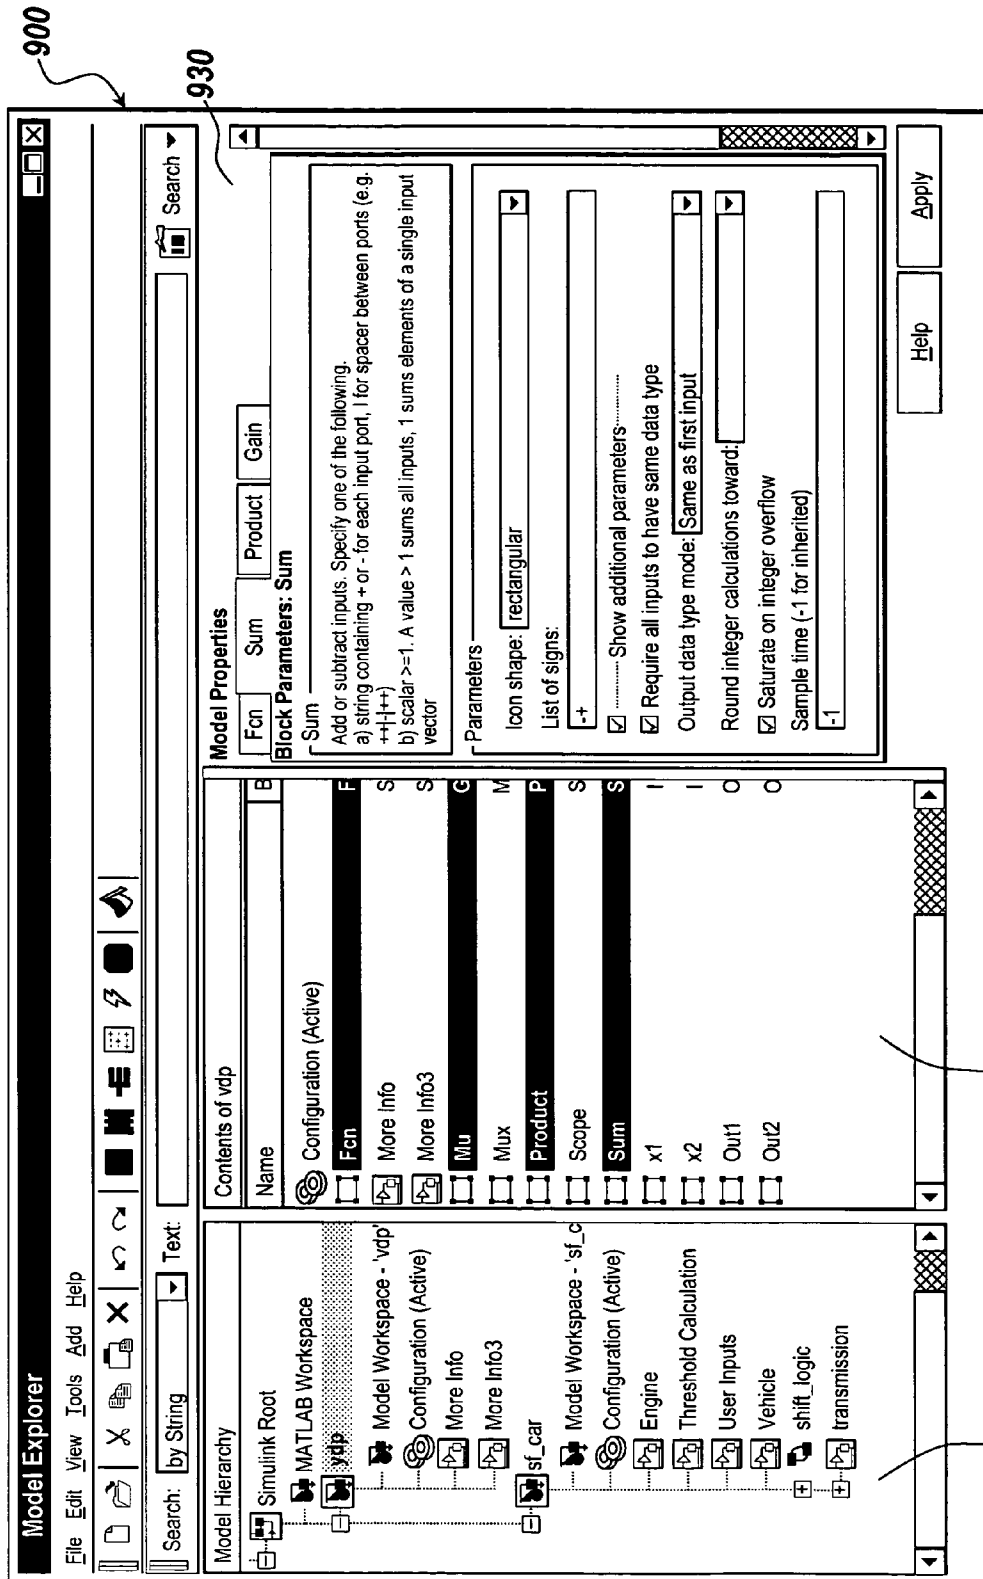 900
Model Explorer
File Edit View Tools Add Help
Search: by String Text: Search
Model Hierarchy
Simulink Root
MATLAB Workspace
vdp
Model Workspace - 'vdp'
Configuration (Active)
More Info
More Info3
sf_car
Model Workspace - 'sf_c
Configuration (Active)
Engine
Threshold Calculation
User Inputs
Vehicle
shift_logic
transmission
Contents of vdp
Name B
Configuration (Active)
Fcn F
More Info S
More Info3 S
Mu G
Mux M
Product P
Scope S
Sum S
x1 I
x2 I
Out1 O
Out2 O
930
Model Properties
Fcn Sum Product Gain
Block Parameters: Sum
Sum
Add or subtract inputs. Specify one of the following.
a) string containing + or - for each input port, I for spacer between ports (e.g.
++|-|++)
b) scalar >=1. A value > 1 sums all inputs, 1 sums elements of a single input
vector
Parameters
Icon shape: rectangular
List of signs:
-+
Show additional parameters
Require all inputs to have same data type
Output data type mode: Same as first input
Round integer calculations toward:
Saturate on integer overflow
Sample time (-1 for inherited)
-1
Help Apply